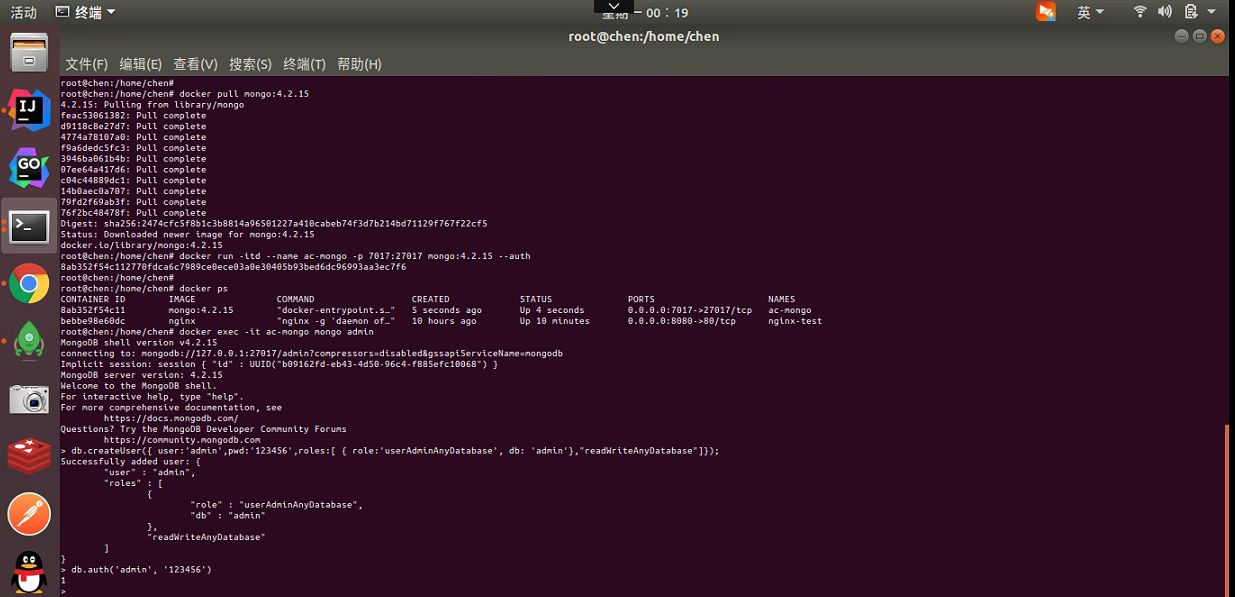 活动 终端 星期一 00：19 英
root@chen:/home/chen
文件(F) 编辑(E) 查看(V) 搜索(S) 终端(T) 帮助(H)
root@chen:/home/chen#
root@chen:/home/chen# docker pull mongo:4.2.15
4.2.15: Pulling from library/mongo
feac53061382: Pull complete
d9118c8e27d7: Pull complete
4774a78107a0: Pull complete
f9a6dedc5fc3: Pull complete
3946ba061b4b: Pull complete
07ee64a417d6: Pull complete
c04c44889dc1: Pull complete
14b0aec0a707: Pull complete
79fd2f69ab3f: Pull complete
76f2bc48478f: Pull complete
Digest: sha256:2474cfc5f8b1c3b8814a96501227a410cabeb74f3d7b214bd71129f767f22cf5
Status: Downloaded newer image for mongo:4.2.15
docker.io/library/mongo:4.2.15
root@chen:/home/chen# docker run -itd --name ac-mongo -p 7017:27017 mongo:4.2.15 --auth
8ab352f54c112770fdca6c7989ce0ece03a0e30405b93bed6dc96993aa3ec7f6
root@chen:/home/chen#
root@chen:/home/chen# docker ps
CONTAINER ID IMAGE COMMAND CREATED STATUS PORTS NAMES
8ab352f54c11 mongo:4.2.15 "docker-entrypoint.s…" 5 seconds ago Up 4 seconds 0.0.0.0:7017->27017/tcp ac-mongo
bebbe98e60dc nginx "nginx -g 'daemon of…" 10 hours ago Up 10 minutes 0.0.0.0:8080->80/tcp nginx-test
root@chen:/home/chen# docker exec -it ac-mongo mongo admin
MongoDB shell version v4.2.15
connecting to: mongodb://127.0.0.1:27017/admin?compressors=disabled&gssapiServiceName=mongodb
Implicit session: session { "id" : UUID("b09162fd-eb43-4d50-96c4-f885efc10068") }
MongoDB server version: 4.2.15
Welcome to the MongoDB shell.
For interactive help, type "help".
For more comprehensive documentation, see
https://docs.mongodb.com/
Questions? Try the MongoDB Developer Community Forums
https://community.mongodb.com
> db.createUser({ user:'admin',pwd:'123456',roles:[ { role:'userAdminAnyDatabase', db: 'admin'},"readWriteAnyDatabase"]});
Successfully added user: {
"user" : "admin",
"roles" : [
{
"role" : "userAdminAnyDatabase",
"db" : "admin"
},
"readWriteAnyDatabase"
]
}
> db.auth('admin', '123456')
1
>
IJ
GO